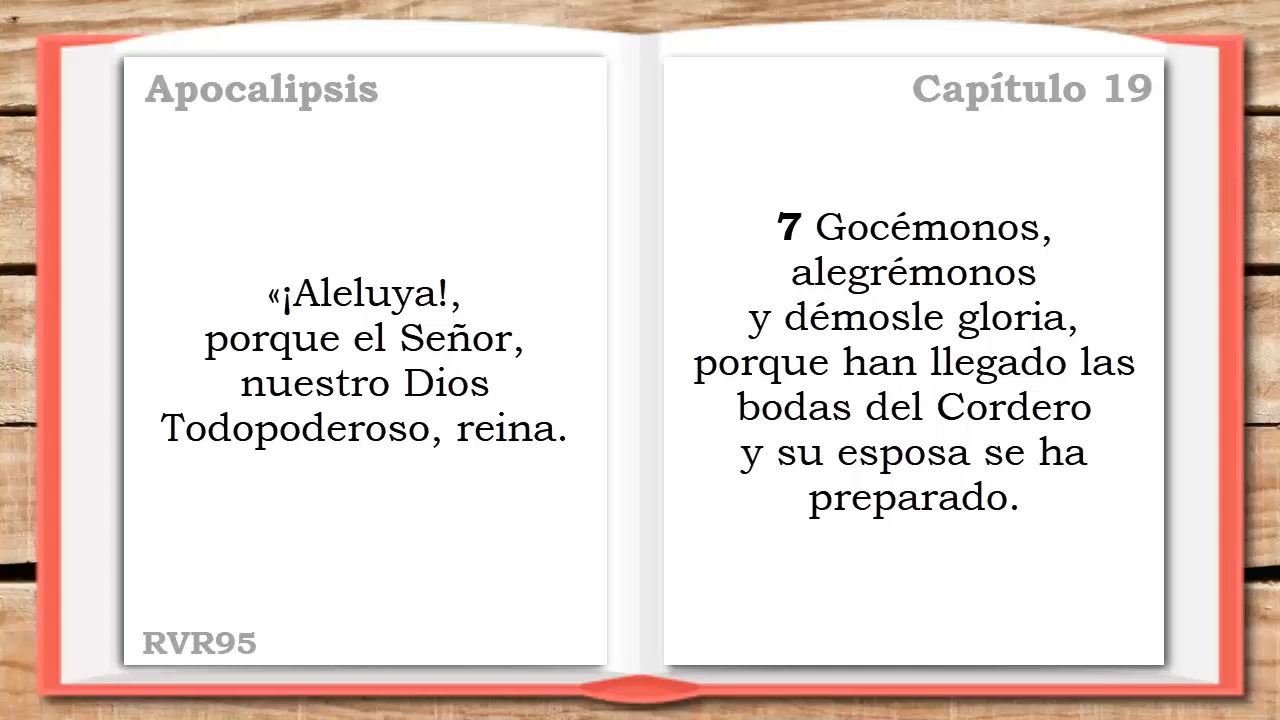 Apocalipsis
«¡Aleluya!,
porque el Señor,
nuestro Dios
Todopoderoso, reina.
RVR95
Capítulo 19
7 Gocémonos,
alegrémonos
y démosle gloria,
porque han llegado las
bodas del Cordero
y su esposa se ha
preparado.